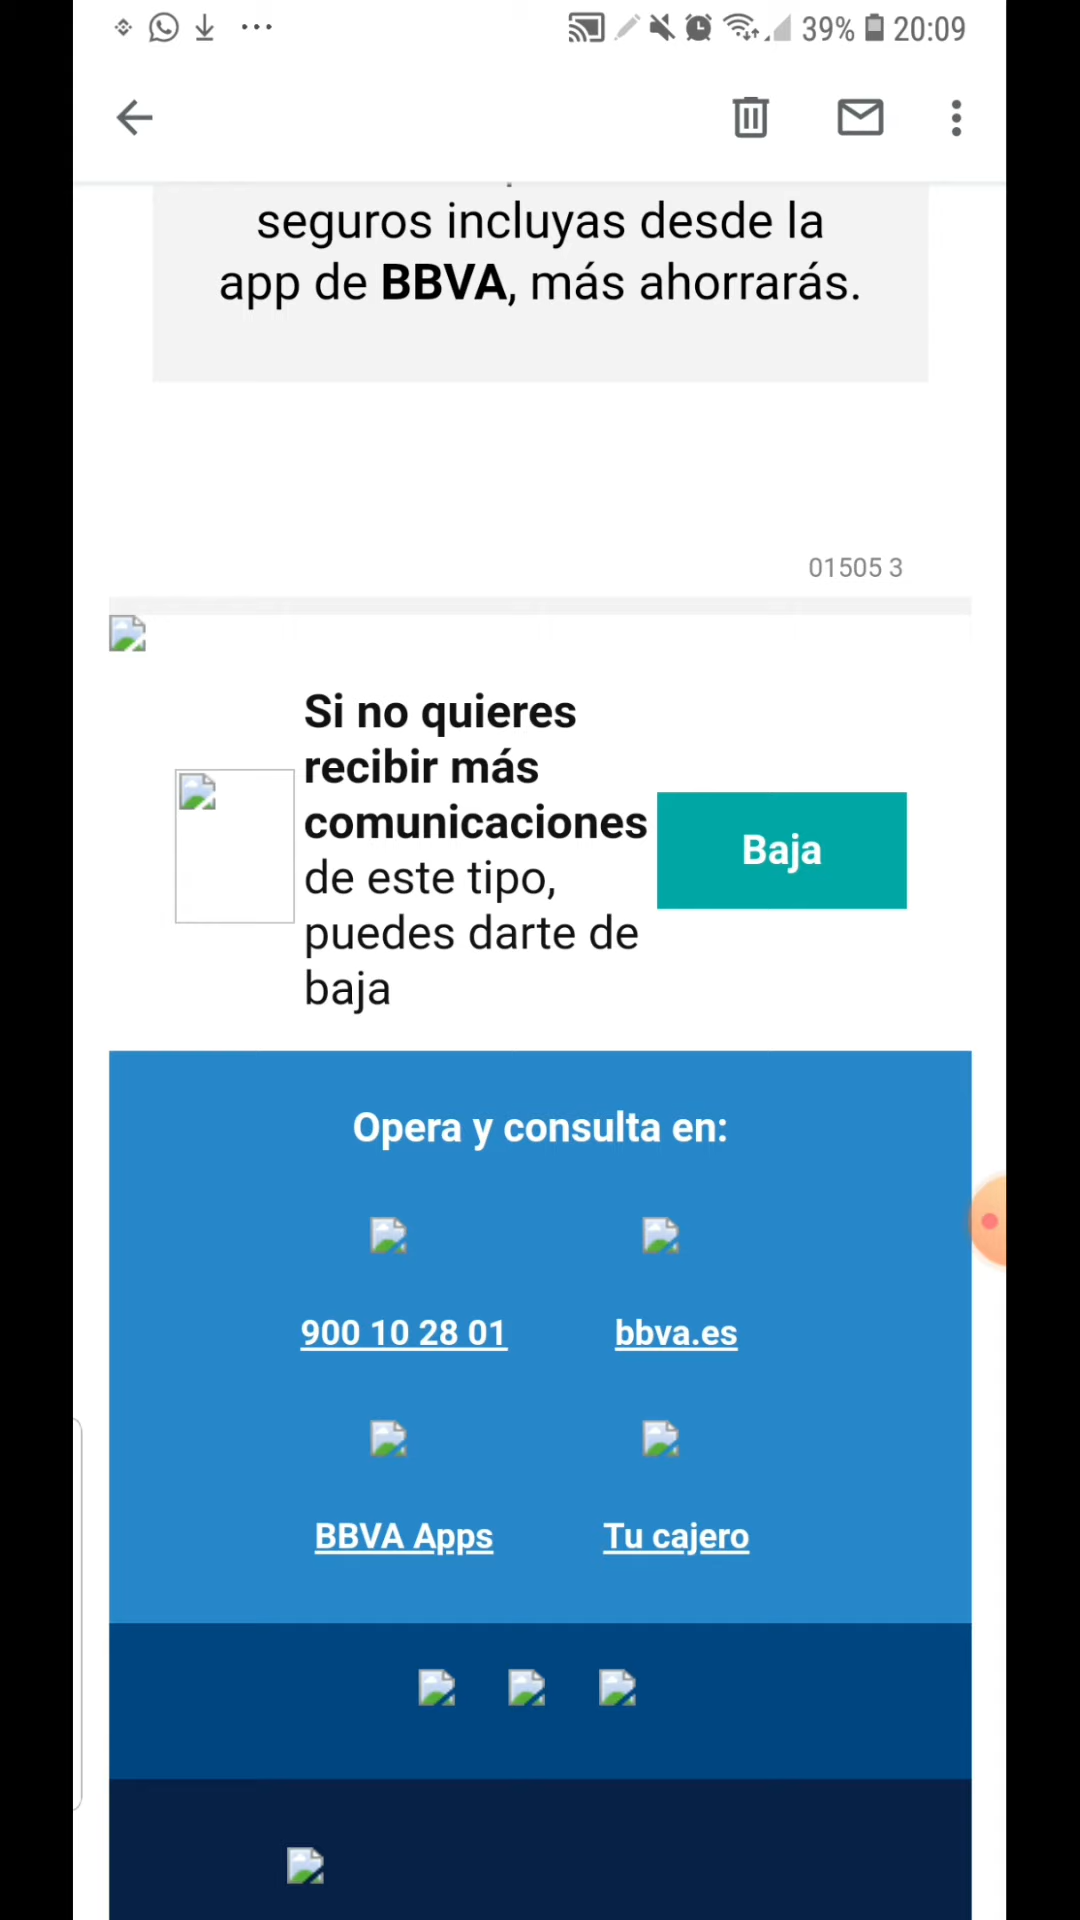 39% 20:09
seguros incluyas desde la
app de BBVA, más ahorrarás.
01505 3
Si no quieres
recibir más
comunicaciones
de este tipo,
puedes darte de
baja
Baja
Opera y consulta en:
900 10 28 01 bbva.es
BBVA Apps Tu cajero